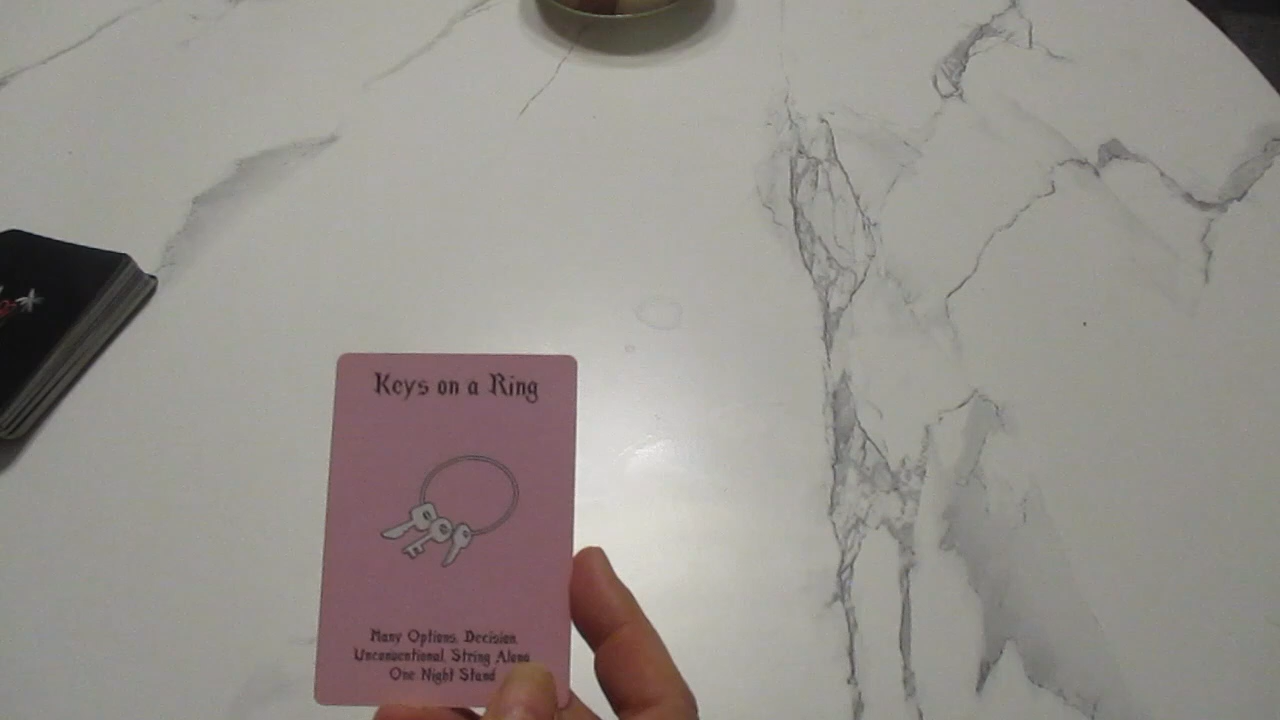 Keys on a Ring
Many Options, Decision,
Unconventional, String Along
One Night Stand